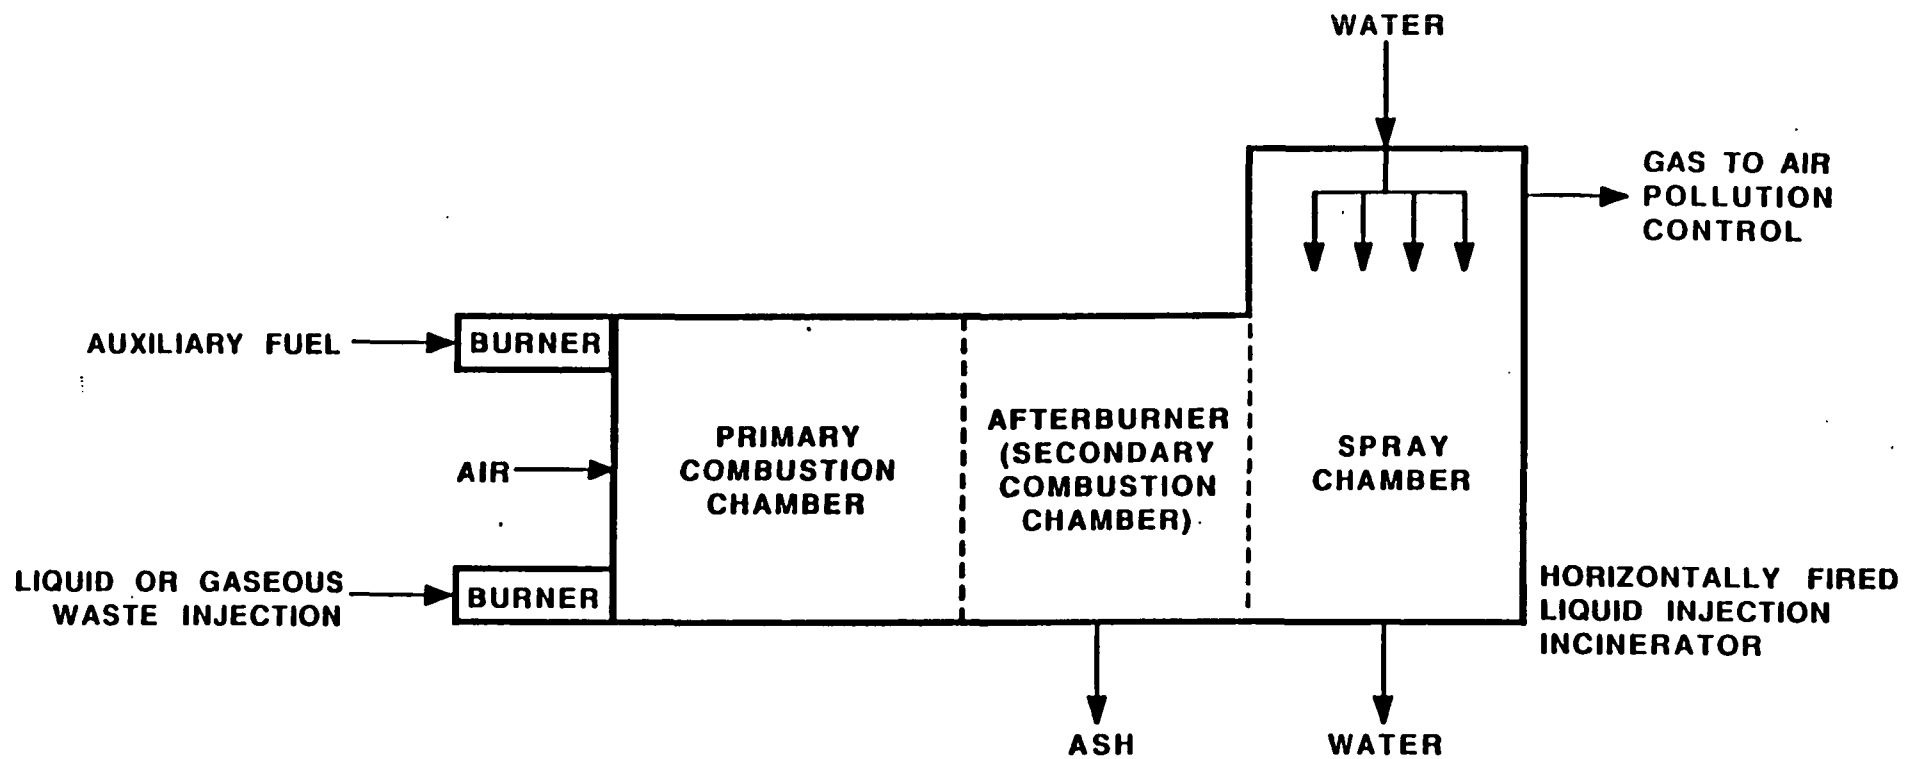 WATER
GAS TO AIR
POLLUTION
CONTROL
AUXILIARY FUEL
BURNER
PRIMARY
COMBUSTION
CHAMBER
AFTERBURNER
(SECONDARY
COMBUSTION
CHAMBER)
SPRAY
CHAMBER
AIR
LIQUID OR GASEOUS
WASTE INJECTION
BURNER
HORIZONTALLY FIRED
LIQUID INJECTION
INCINERATOR
ASH
WATER